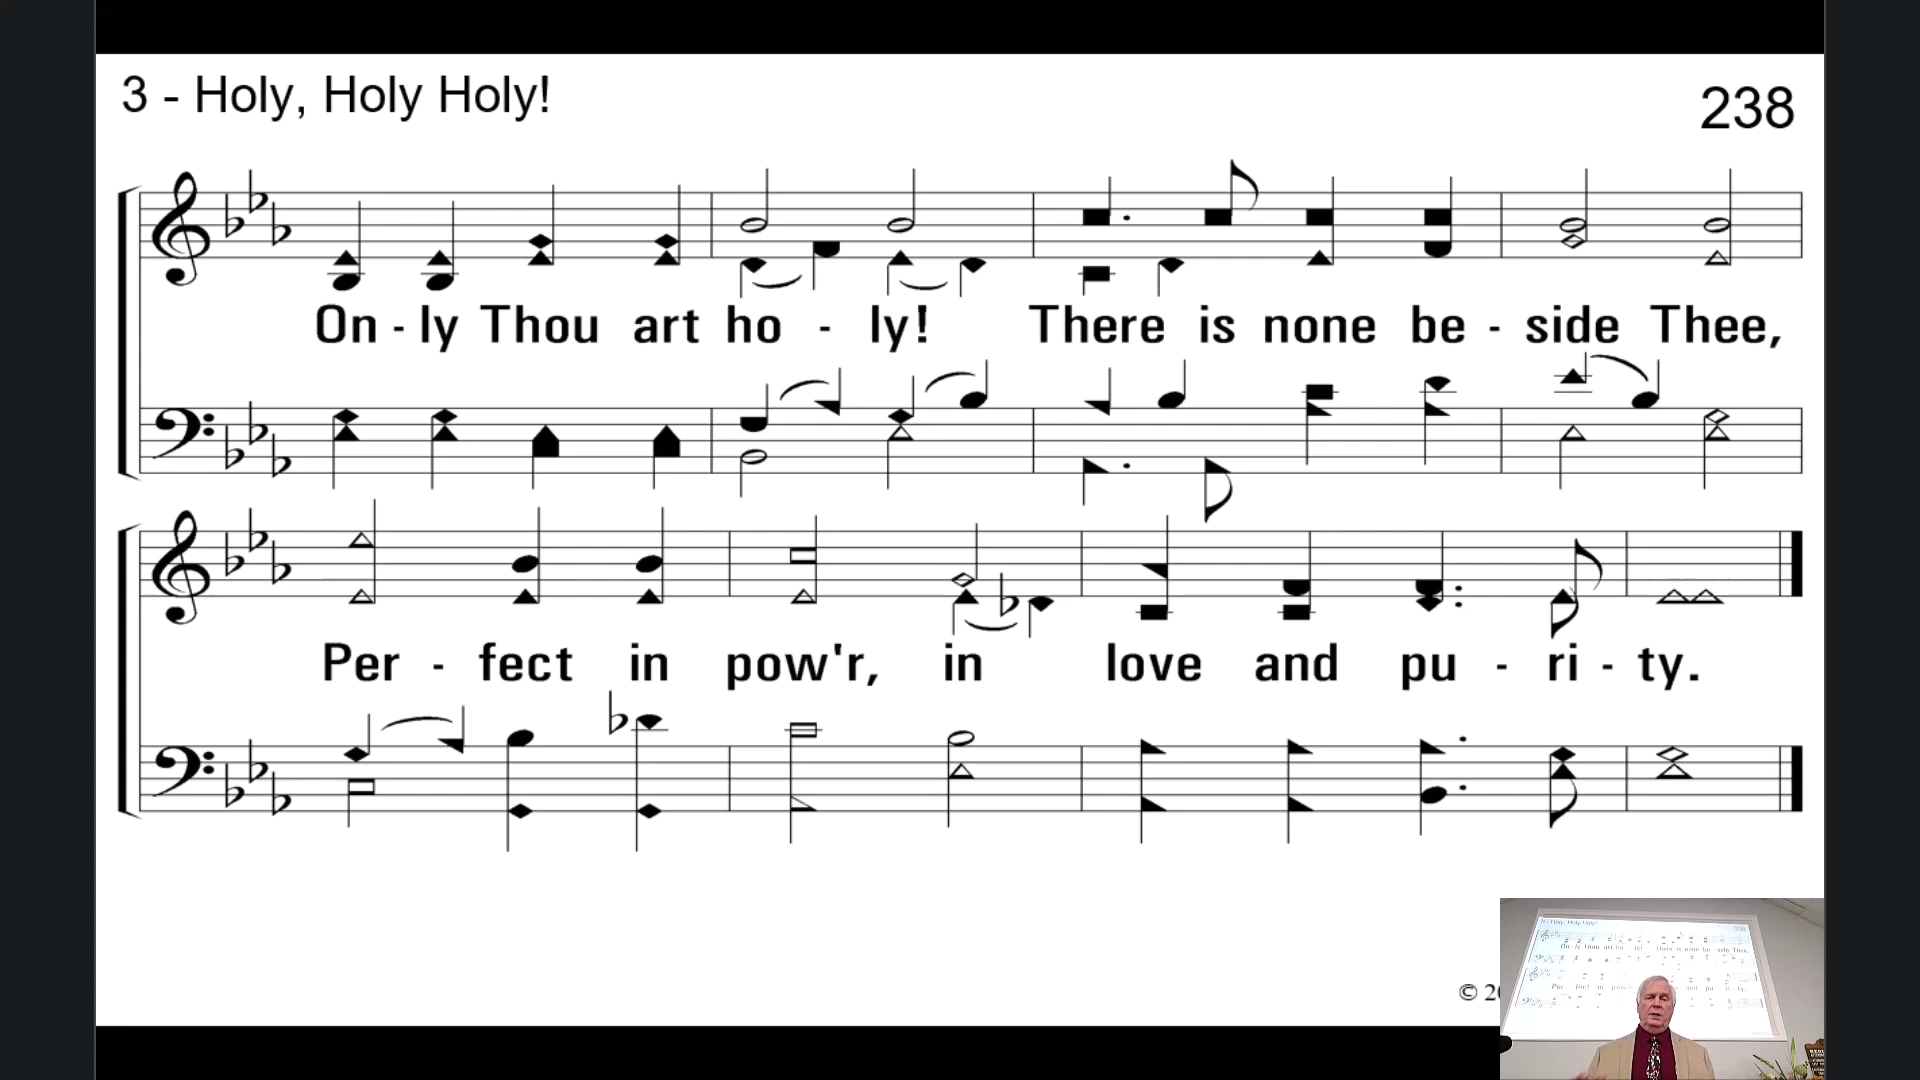 3 - Holy, Holy Holy!
238
On - ly Thou art ho - ly! There is none be - side Thee,
Per - fect in pow'r, in love and pu - ri - ty.
©